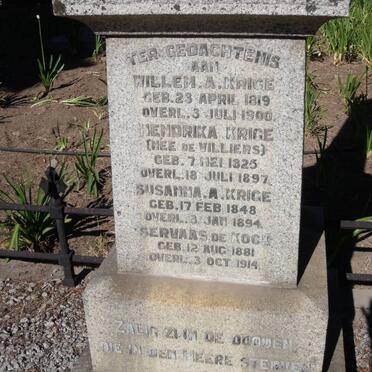 TER GEDACHTENIS
AAN
WILLEM.A.KRIGE
GEB.23 APRIL 1819
OVERL.3 JULI 1900.
HENDRIKA KRIGE
(NEE DE VILLIERS)
GEB.7 MEI 1825
OVERL.18 JULI 1897.
SUSANNA.A.KRIGE
GEB.17 FEB 1848
OVERL.3 JAN 1894.
SERVAAS DE KOCK
GEB.12 AUG 1881
OVERL.3 OCT 1914.
ZALIG ZIJN DE DOODEN,
DIE IN DEN HEERE STERVEN